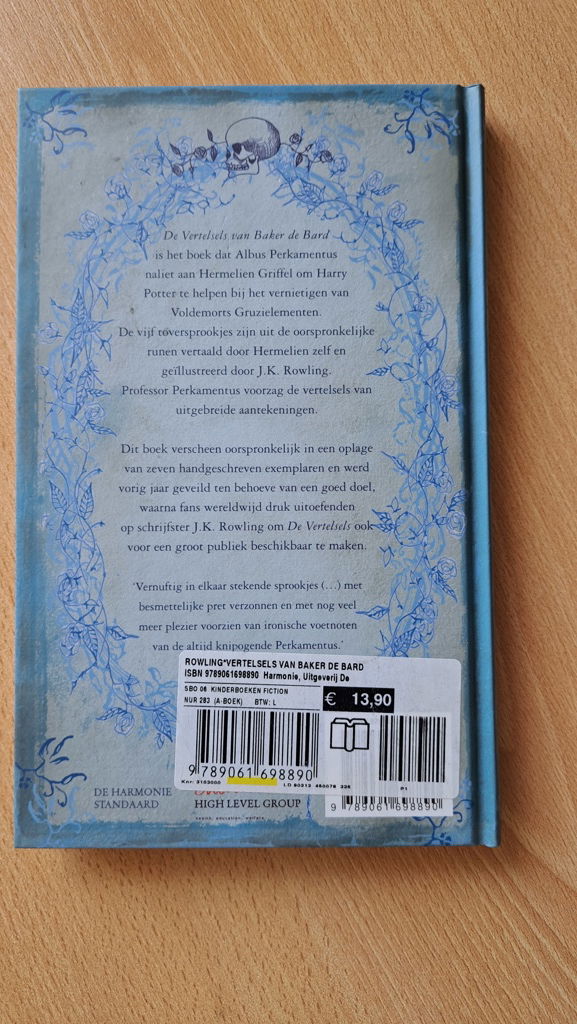 De Vertelsels van Baker de Bard
is het boek dat Albus Perkamentus
naliet aan Hermelien Griffel om Harry
Potter te helpen bij het vernietigen van
Voldemorts Gruzielementen.
De vijf toversprookjes zijn uit de oorspronkelijke
runen vertaald door Hermelien zelf en
geïllustreerd door J.K. Rowling.
Professor Perkamentus voorzag de vertelsels van
uitgebreide aantekeningen.
Dit boek verscheen oorspronkelijk in een oplage
van zeven handgeschreven exemplaren en werd
vorig jaar geveild ten behoeve van een goed doel,
waarna fans wereldwijd druk uitoefenden
op schrijfster J.K. Rowling om De Vertelsels ook
voor een groot publiek beschikbaar te maken.
'Vernuftig in elkaar stekende sprookjes (...) met
besmettelijke pret verzonnen en met nog veel
meer plezier voorzien van ironische voetnoten
van de altijd knipogende Perkamentus.'
ROWLING*VERTELSELS VAN BAKER DE BARD
ISBN 9789061698890 Harmonie, Uitgeverij De
SBO 06 KINDERBOEKEN FICTION
NUR 283 (A-BOEK) BTW: L
€ 13,90
9 789061 698890
Knr: 3153000
P1
DE HARMONIE
STANDAARD
HIGH LEVEL GROUP
health, education, welfare
9 789061 698890